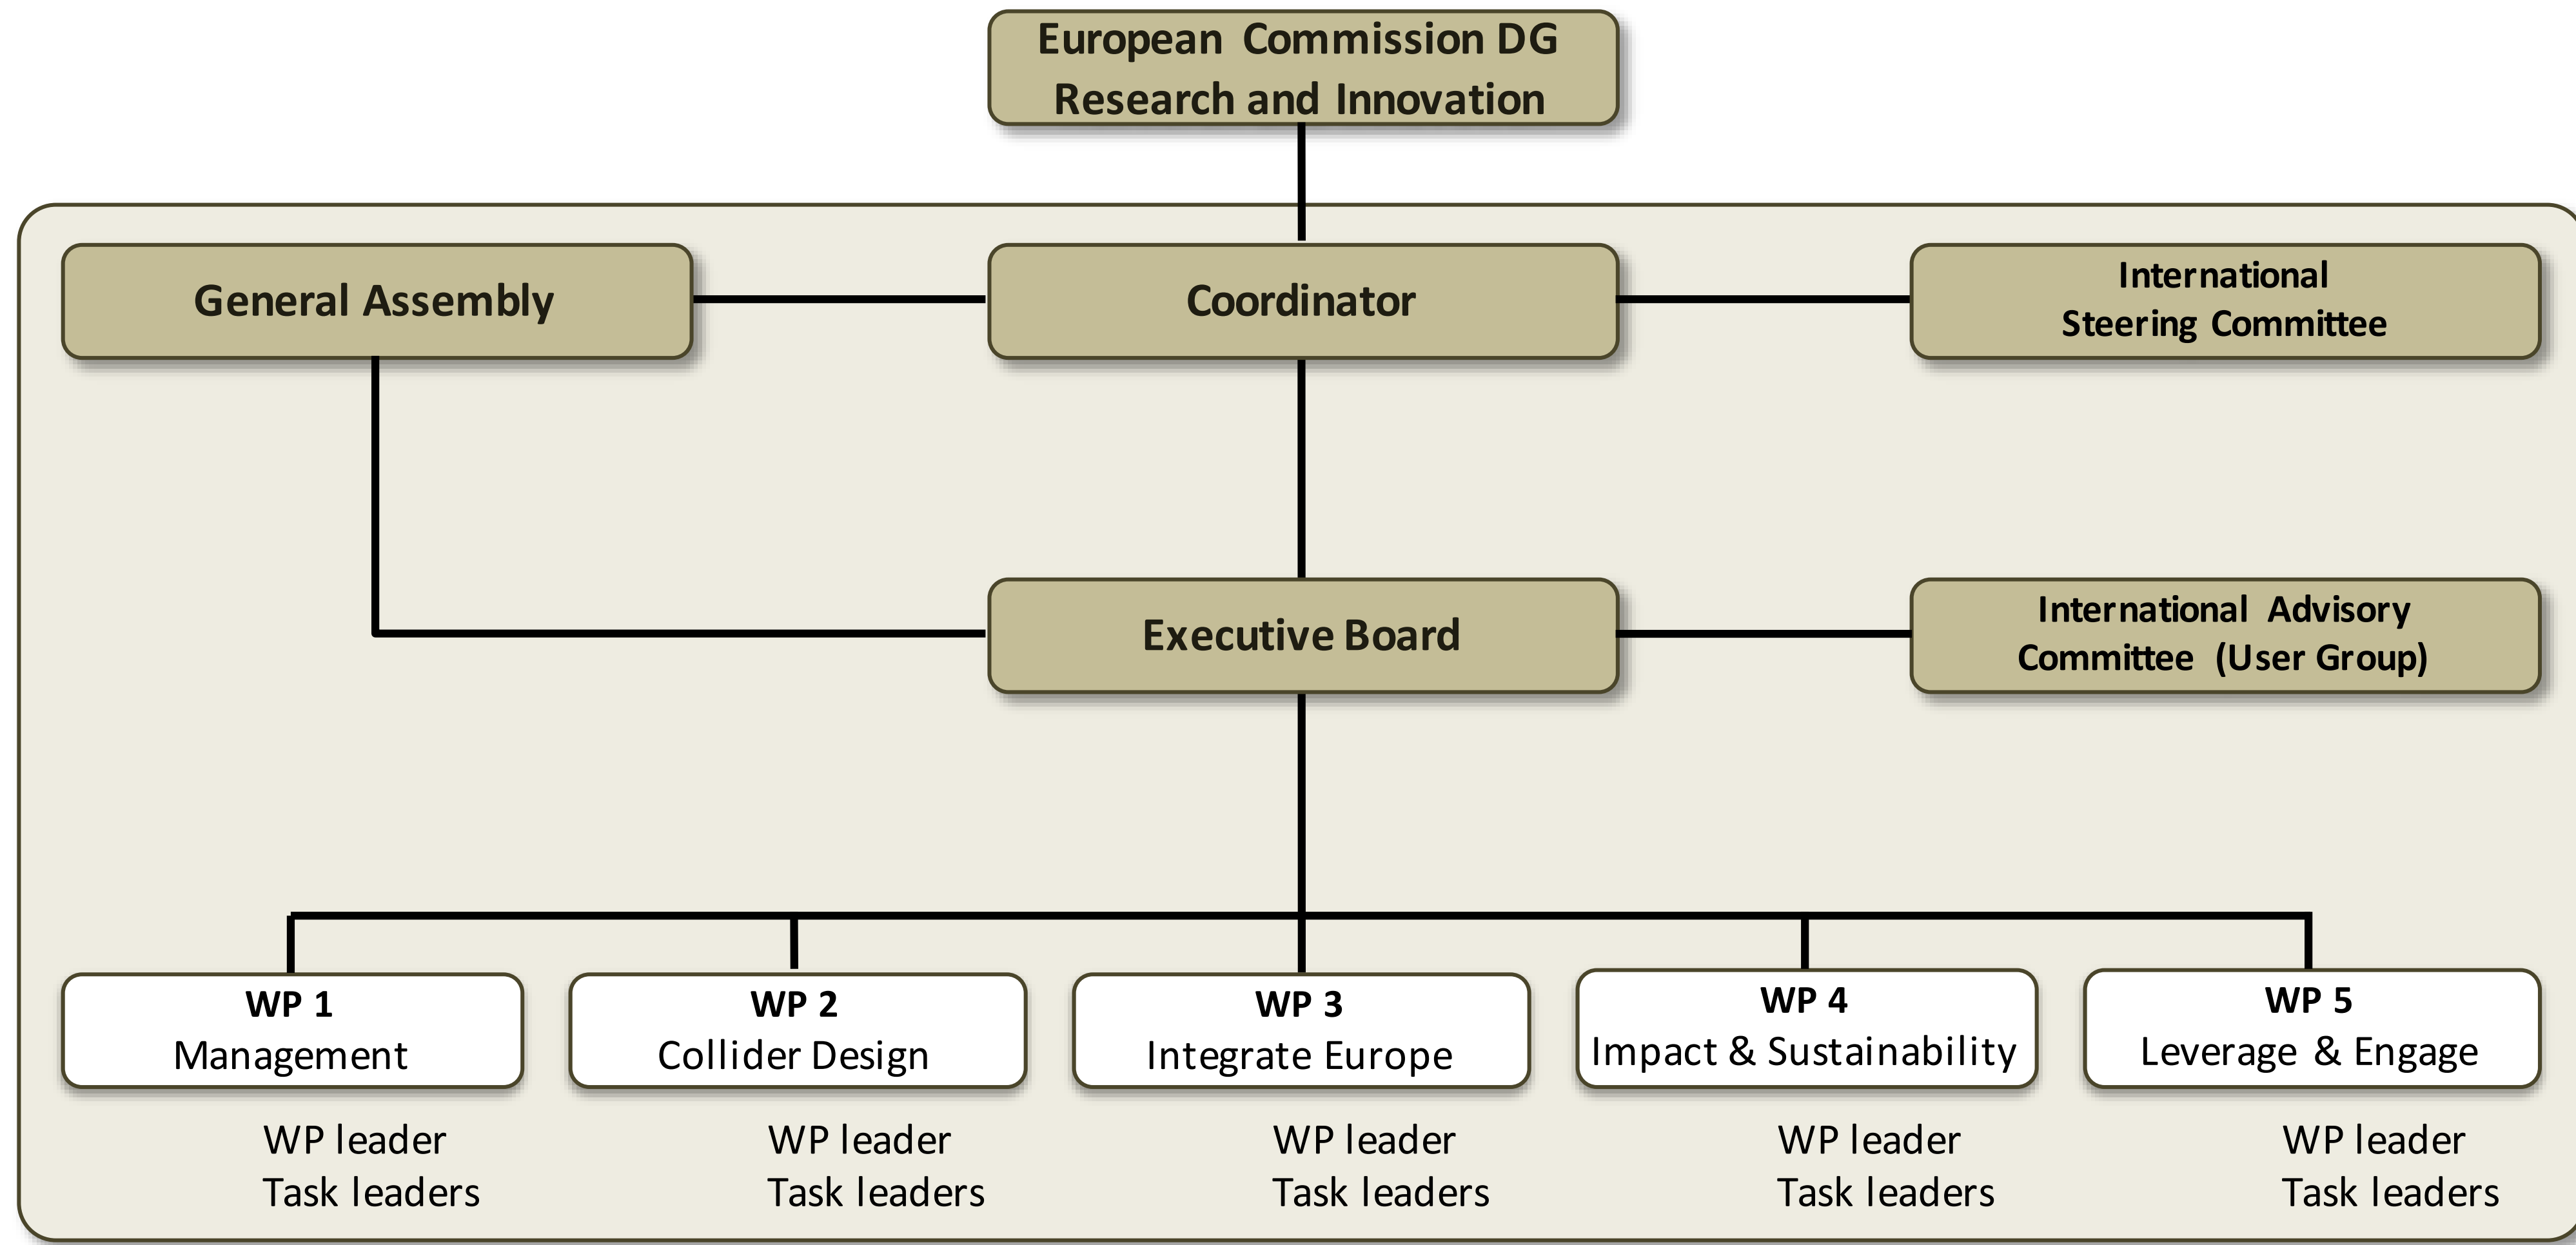 European Commission DG
Research and Innovation
General Assembly
Coordinator
International
Steering Committee
Executive Board
International Advisory
Committee (User Group)
WP 1
Management
WP leader
Task leaders
WP 2
Collider Design
WP leader
Task leaders
WP 3
Integrate Europe
WP leader
Task leaders
WP 4
Impact & Sustainability
WP leader
Task leaders
WP 5
Leverage & Engage
WP leader
Task leaders